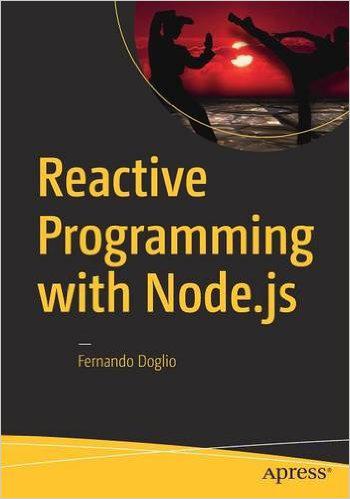 Reactive
Programming
with Node.js
Fernando Doglio
Apress®